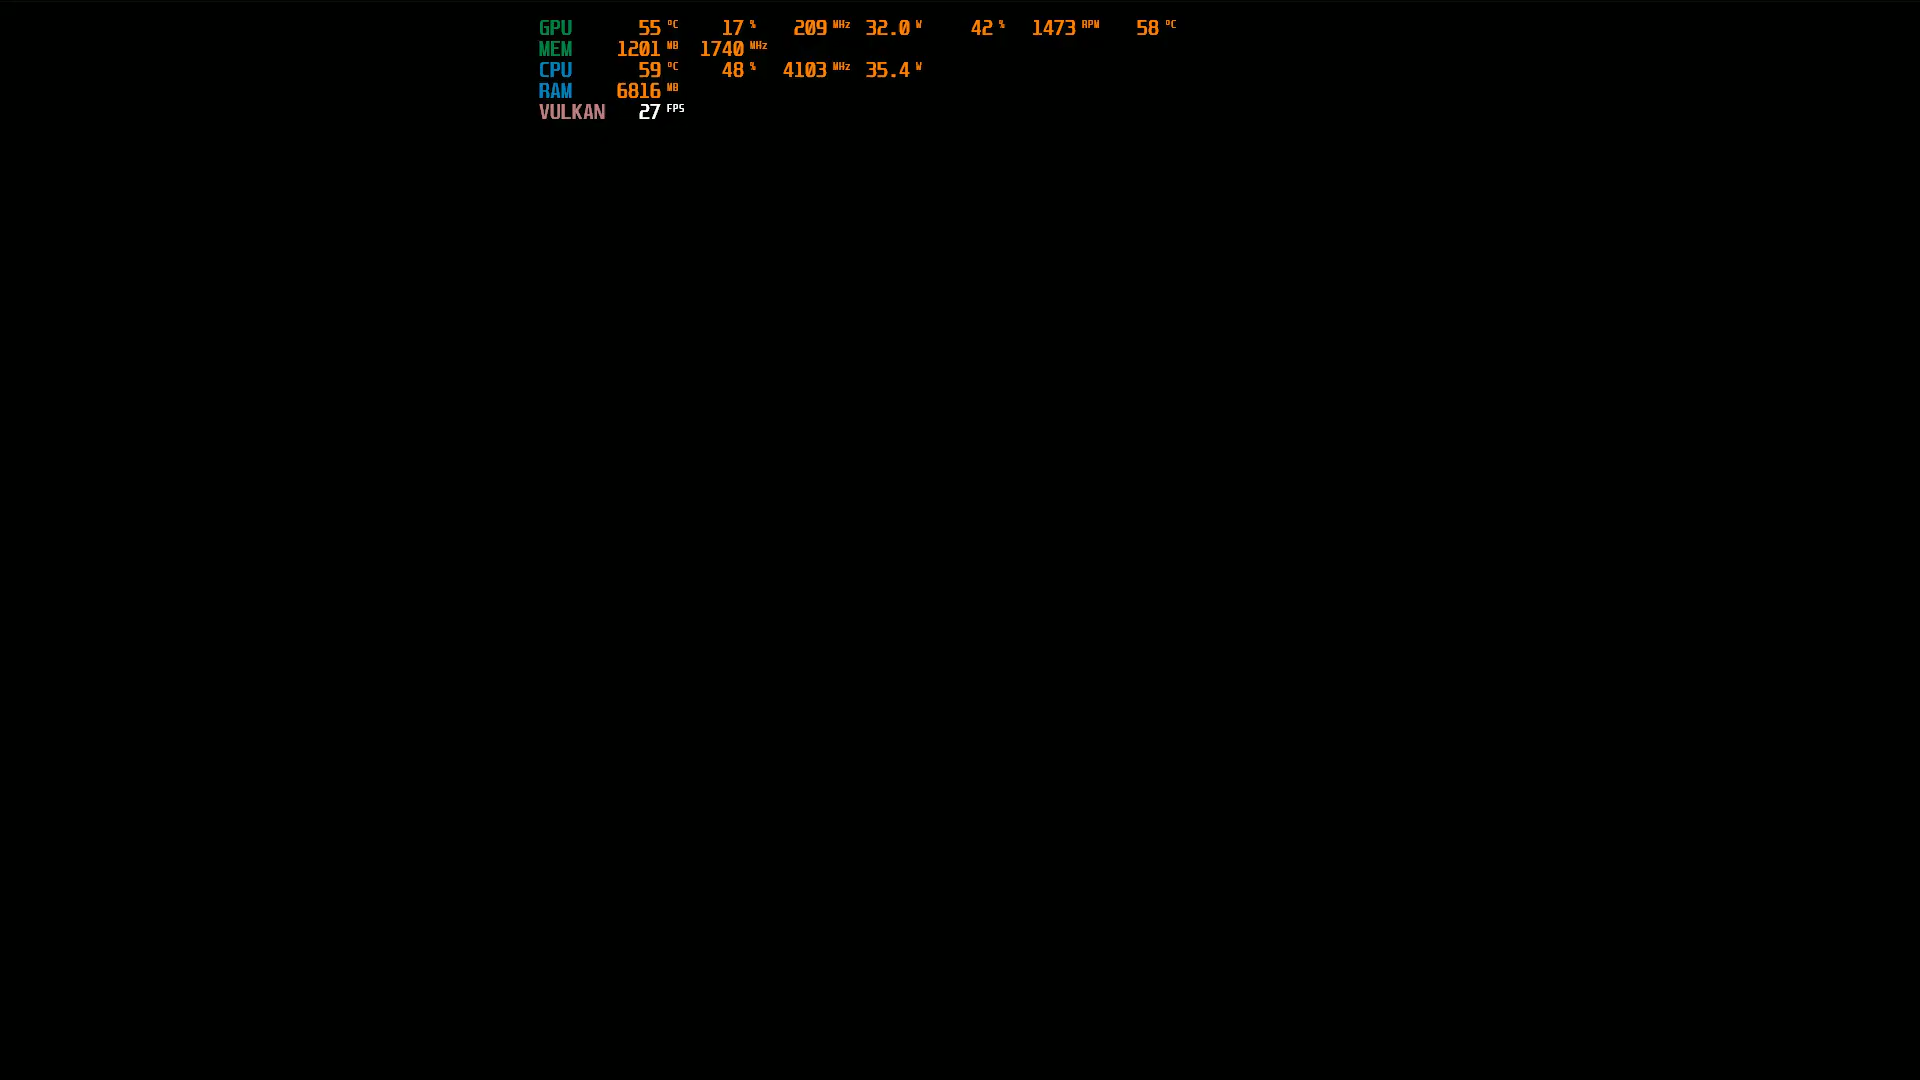 GPU 55 °C 17 % 209 MHz 32.0 W 42 % 1473 RPM 58 °C
MEM 1201 MB 1740 MHz
CPU 59 °C 48 % 4103 MHz 35.4 W
RAM 6816 MB
VULKAN 27 FPS